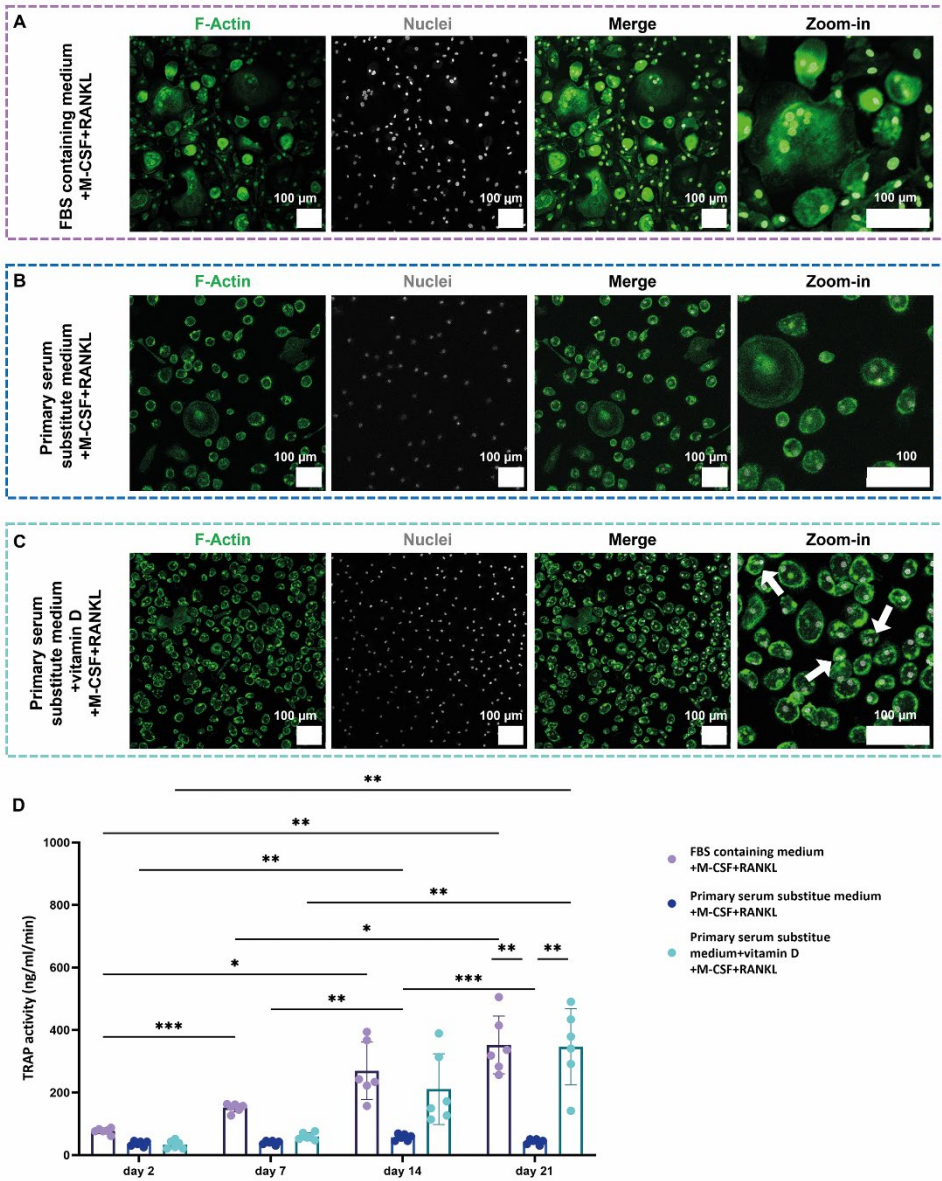 A
F-Actin Nuclei Merge Zoom-in
FBS containing medium
+M-CSF+RANKL
100 µm 100 µm 100 µm 100 µm
B
F-Actin Nuclei Merge Zoom-in
Primary serum
substitute medium
+M-CSF+RANKL
100 µm 100 µm 100 µm 100
C
F-Actin Nuclei Merge Zoom-in
Primary serum
substitute medium
+vitamin D
+M-CSF+RANKL
100 µm 100 µm 100 µm 100 µm
D
TRAP activity (ng/ml/min)
1000
800
600
400
200
0
**
**
**
**
*
** **
*
***
**
***
day 2 day 7 day 14 day 21
FBS containing medium
+M-CSF+RANKL
Primary serum substitue medium
+M-CSF+RANKL
Primary serum substitue
medium+vitamin D
+M-CSF+RANKL